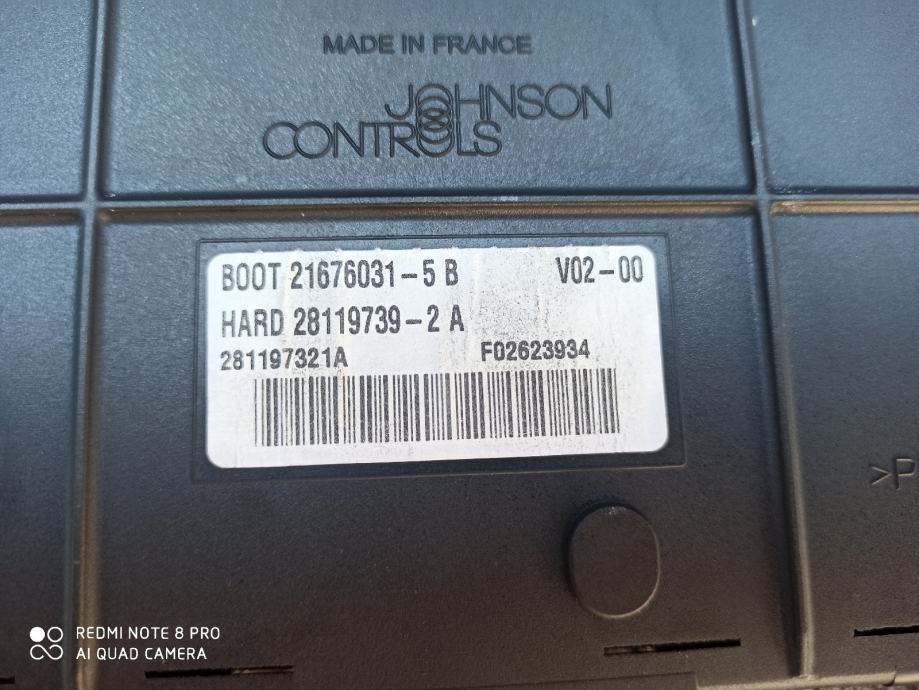 MADE IN FRANCE
JOHNSON
CONTROLS
BOOT 21676031-5 B V02-00
HARD 28119739-2 A
281197321A F02623934
>P
REDMI NOTE 8 PRO
AI QUAD CAMERA